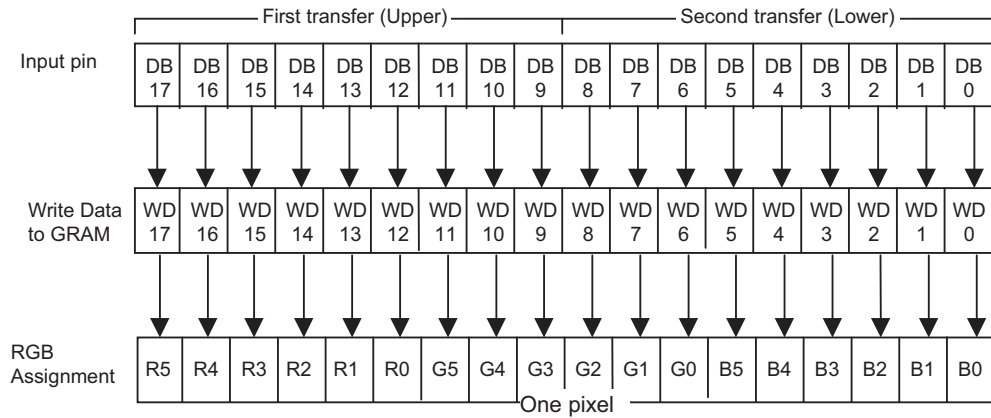 First transfer (Upper) Second transfer (Lower)
Input pin DB 17 DB 16 DB 15 DB 14 DB 13 DB 12 DB 11 DB 10 DB 9 DB 8 DB 7 DB 6 DB 5 DB 4 DB 3 DB 2 DB 1 DB 0
Write Data to GRAM WD 17 WD 16 WD 15 WD 14 WD 13 WD 12 WD 11 WD 10 WD 9 WD 8 WD 7 WD 6 WD 5 WD 4 WD 3 WD 2 WD 1 WD 0
RGB Assignment R5 R4 R3 R2 R1 R0 G5 G4 G3 G2 G1 G0 B5 B4 B3 B2 B1 B0
One pixel